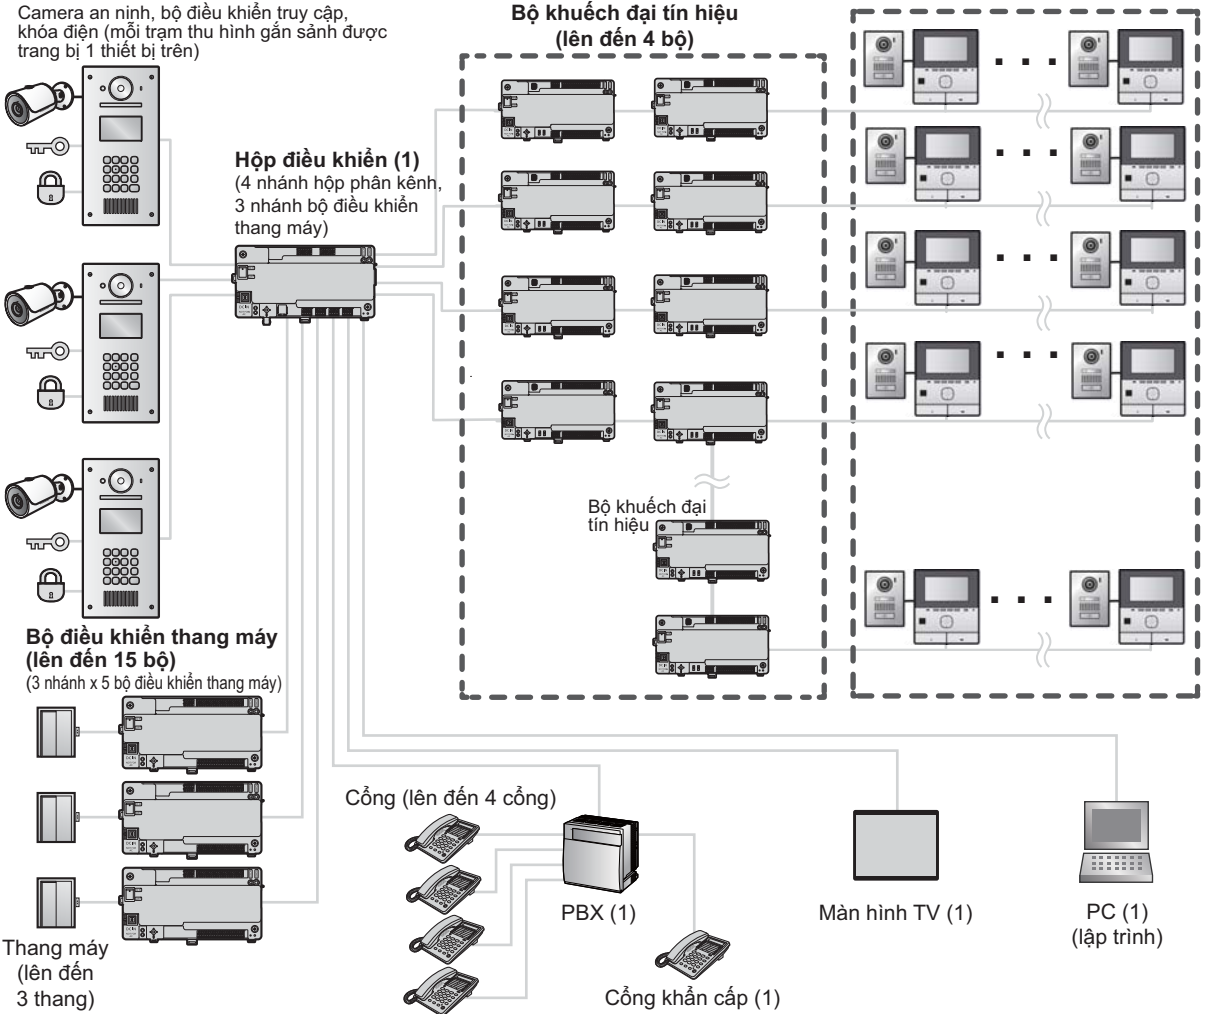 Camera an ninh, bộ điều khiển truy cập,
khóa điện (mỗi trạm thu hình gắn sảnh được
trang bị 1 thiết bị trên)
Bộ khuếch đại tín hiệu
(lên đến 4 bộ)
Hộp điều khiển (1)
(4 nhánh hộp phân kênh,
3 nhánh bộ điều khiển
thang máy)
Bộ khuếch đại
tín hiệu
Bộ điều khiển thang máy
(lên đến 15 bộ)
(3 nhánh x 5 bộ điều khiển thang máy)
Thang máy
(lên đến
3 thang)
Cổng (lên đến 4 cổng)
PBX (1)
Cổng khẩn cấp (1)
Màn hình TV (1)
PC (1)
(lập trình)